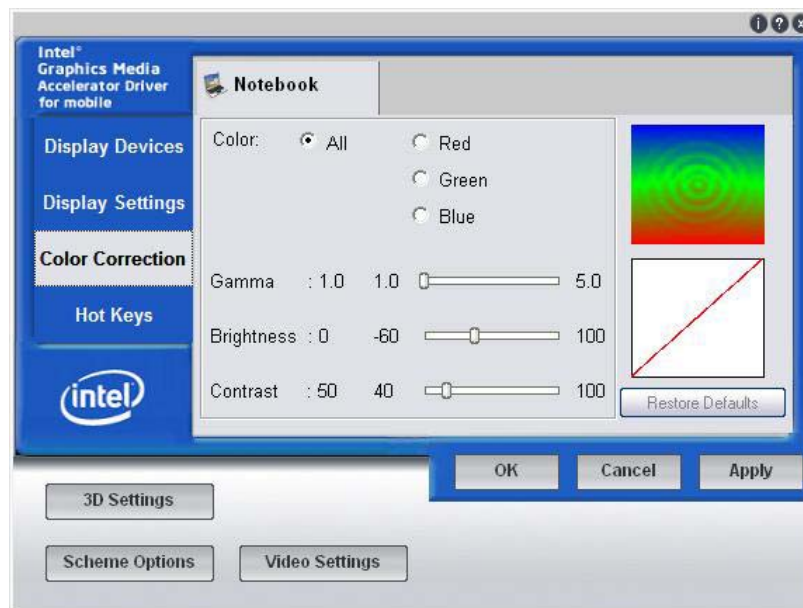 Intel®
Graphics Media
Accelerator Driver
for mobile
Notebook
Display Devices
Display Settings
Color Correction
Hot Keys
intel
Color: All Red
Green
Blue
Gamma : 1.0 1.0 5.0
Brightness : 0 -60 100
Contrast : 50 40 100
Restore Defaults
OK Cancel Apply
3D Settings
Scheme Options Video Settings